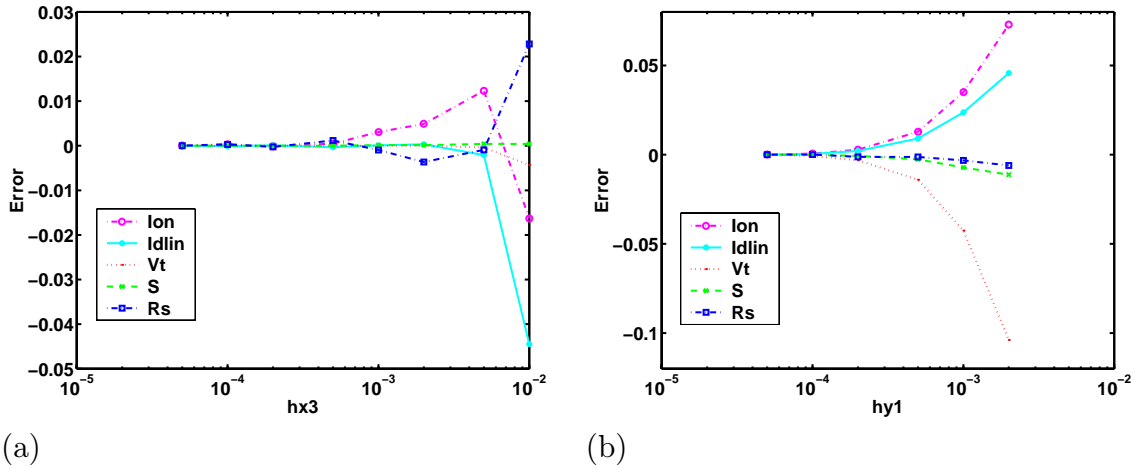 0.03
0.02
0.01
0
−0.01
−0.02
−0.03
−0.04
−0.05
Error
Ion
Idlin
Vt
S
Rs
10⁻⁵
10⁻⁴
10⁻³
10⁻²
hx3
(a)
0.05
0
−0.05
−0.1
Error
Ion
Idlin
Vt
S
Rs
10⁻⁵
10⁻⁴
10⁻³
10⁻²
hy1
(b)